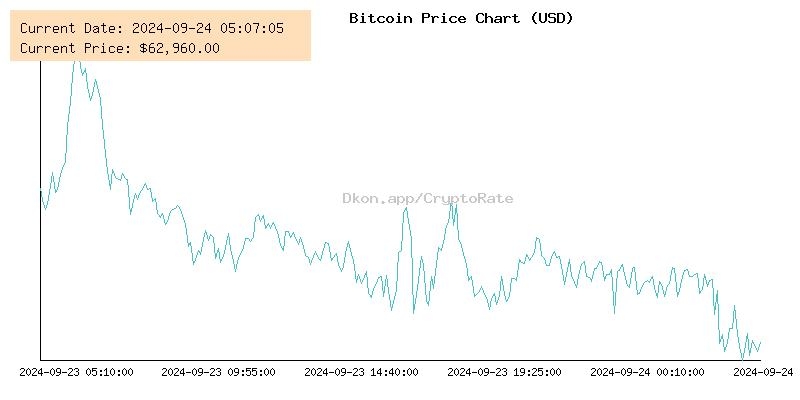 Bitcoin Price Chart (USD)
Current Date: 2024-09-24 05:07:05
Current Price: $62,960.00
Dkon.app/CryptoRate
2024-09-23 05:10:00 2024-09-23 09:55:00 2024-09-23 14:40:00 2024-09-23 19:25:00 2024-09-24 00:10:00 2024-09-24